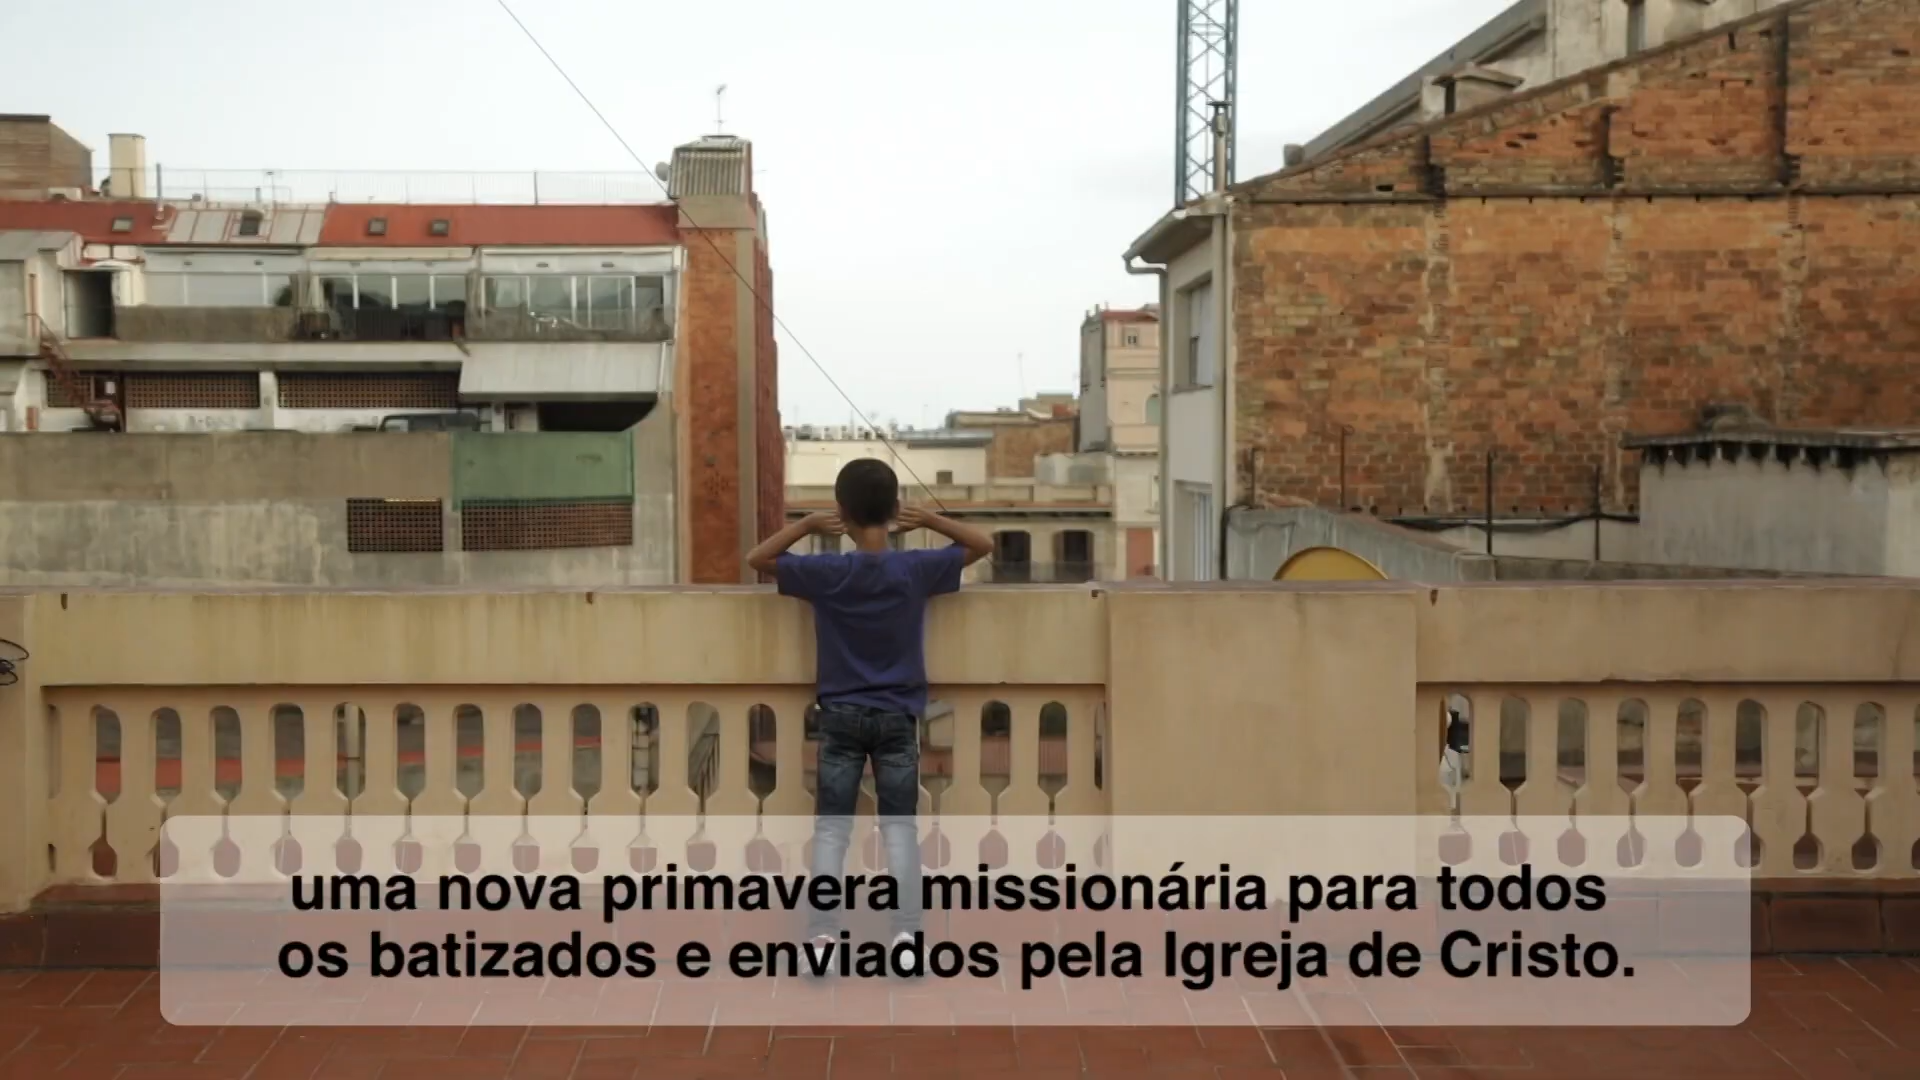 uma nova primavera missionária para todos
os batizados e enviados pela Igreja de Cristo.